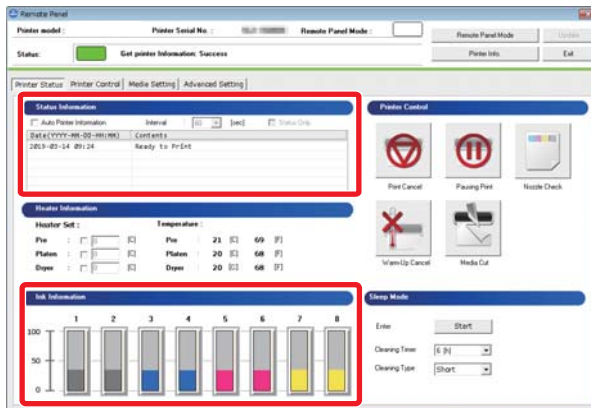 Remote Panel
Printer model : Printer Serial No. : Remote Panel Mode :
Remote Panel Mode Update
Status: Get printer Information: Success
Printer Info. Exit
Printer Status Printer Control Media Setting Advanced Setting
Status Information
Auto Printer Information Interval : 60 [sec] Status Only
Date(YYYY-MM-DD-HH:MM) Contents
2013-03-14 09:24 Ready to Print
Printer Control
Print Cancel Pausing Print Nozzle Check
Warm-Up Cancel Media Cut
Heater Information
Heater Set : Temperature :
Pre : 0 [C] Pre : 21 [C] 69 [F]
Platen : 0 [C] Platen : 20 [C] 68 [F]
Dryer : 0 [C] Dryer : 20 [C] 68 [F]
Ink Information
1 2 3 4 5 6 7 8
100
50
0
Sleep Mode
Enter Start
Cleaning Timer: 6 [h]
Cleaning Type: Short